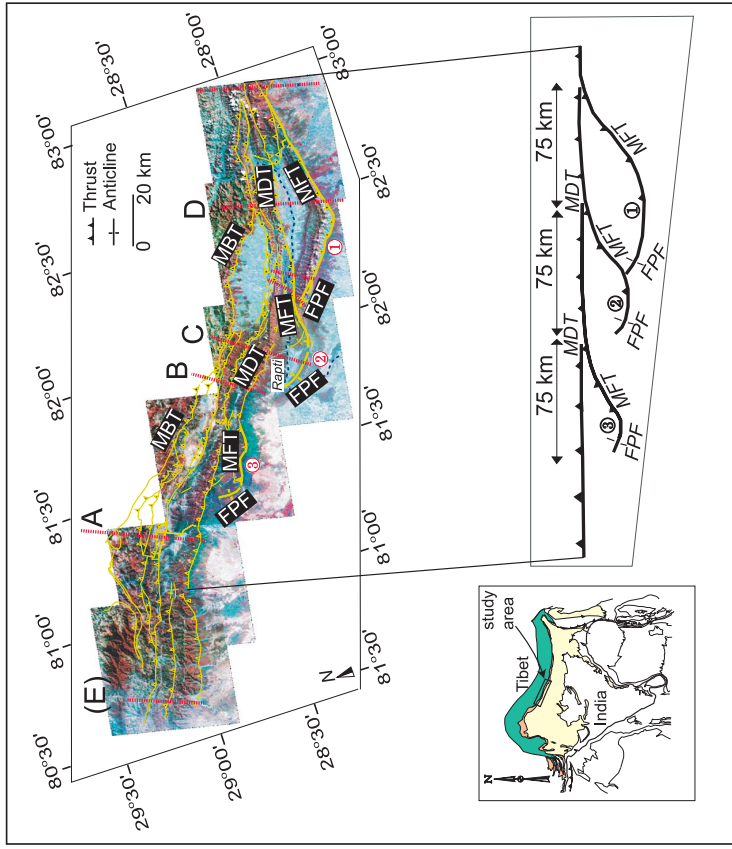 80°30'
81°00'
81°30'
82°00'
82°30'
83°00'
28°30'
28°00'
83°00'
82°30'
82°00'
81°30'
81°00'
81°30'
28°30'
29°00'
29°30'
Thrust
Anticline
0 20 km
(E)
A
B
C
D
MBT
MBT
MDT
MDT
MFT
MFT
MFT
FPF
FPF
FPF
Rapti
1
2
3
N
N
Tibet
study
area
India
75 km
75 km
75 km
MDT
MDT
MFT
MFT
MFT
FPF
FPF
FPF
3
2
1